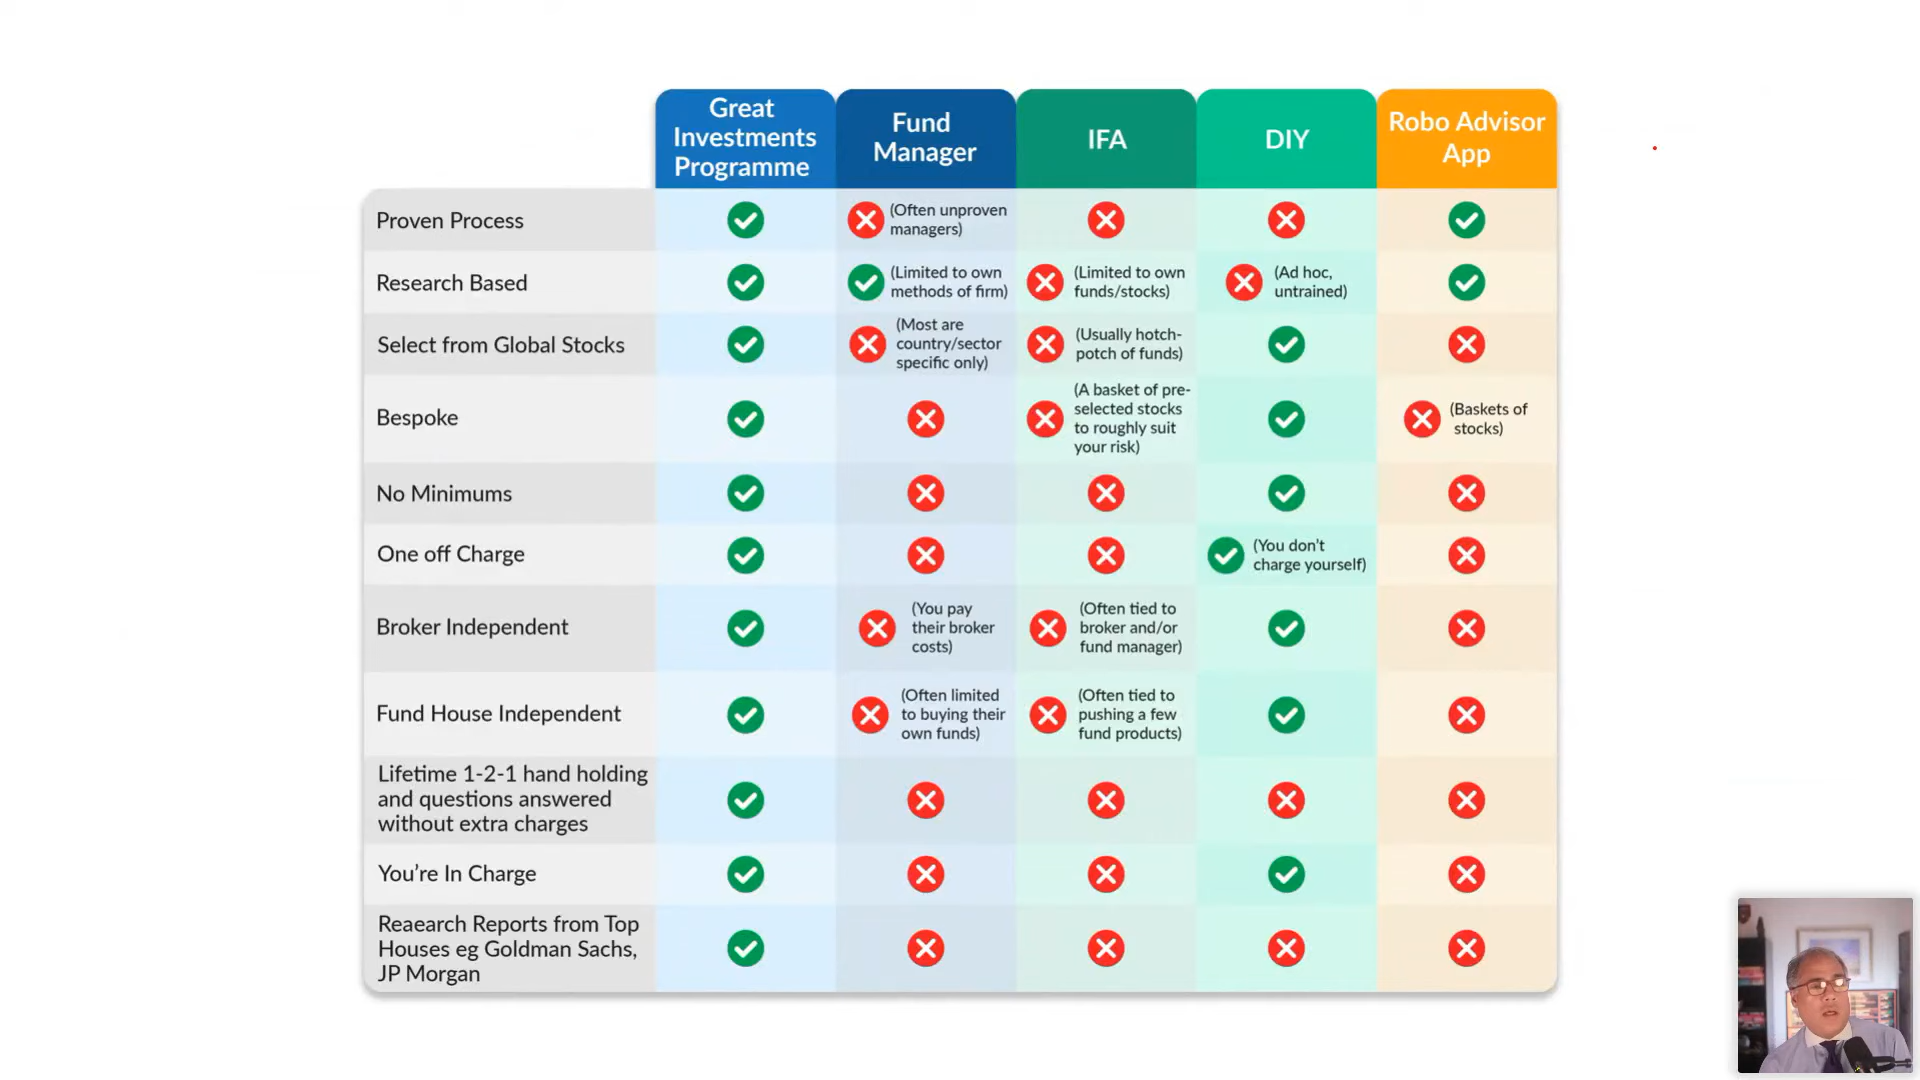 Great
Investments
Programme
Fund
Manager
IFA
DIY
Robo Advisor
App
Proven Process
(Often unproven
managers)
Research Based
(Limited to own
methods of firm)
(Limited to own
funds/stocks)
(Ad hoc,
untrained)
Select from Global Stocks
(Most are
country/sector
specific only)
(Usually hotch-
potch of funds)
Bespoke
(A basket of pre-
selected stocks
to roughly suit
your risk)
(Baskets of
stocks)
No Minimums
One off Charge
(You don’t
charge yourself)
Broker Independent
(You pay
their broker
costs)
(Often tied to
broker and/or
fund manager)
Fund House Independent
(Often limited
to buying their
own funds)
(Often tied to
pushing a few
fund products)
Lifetime 1-2-1 hand holding
and questions answered
without extra charges
You’re In Charge
Reaearch Reports from Top
Houses eg Goldman Sachs,
JP Morgan